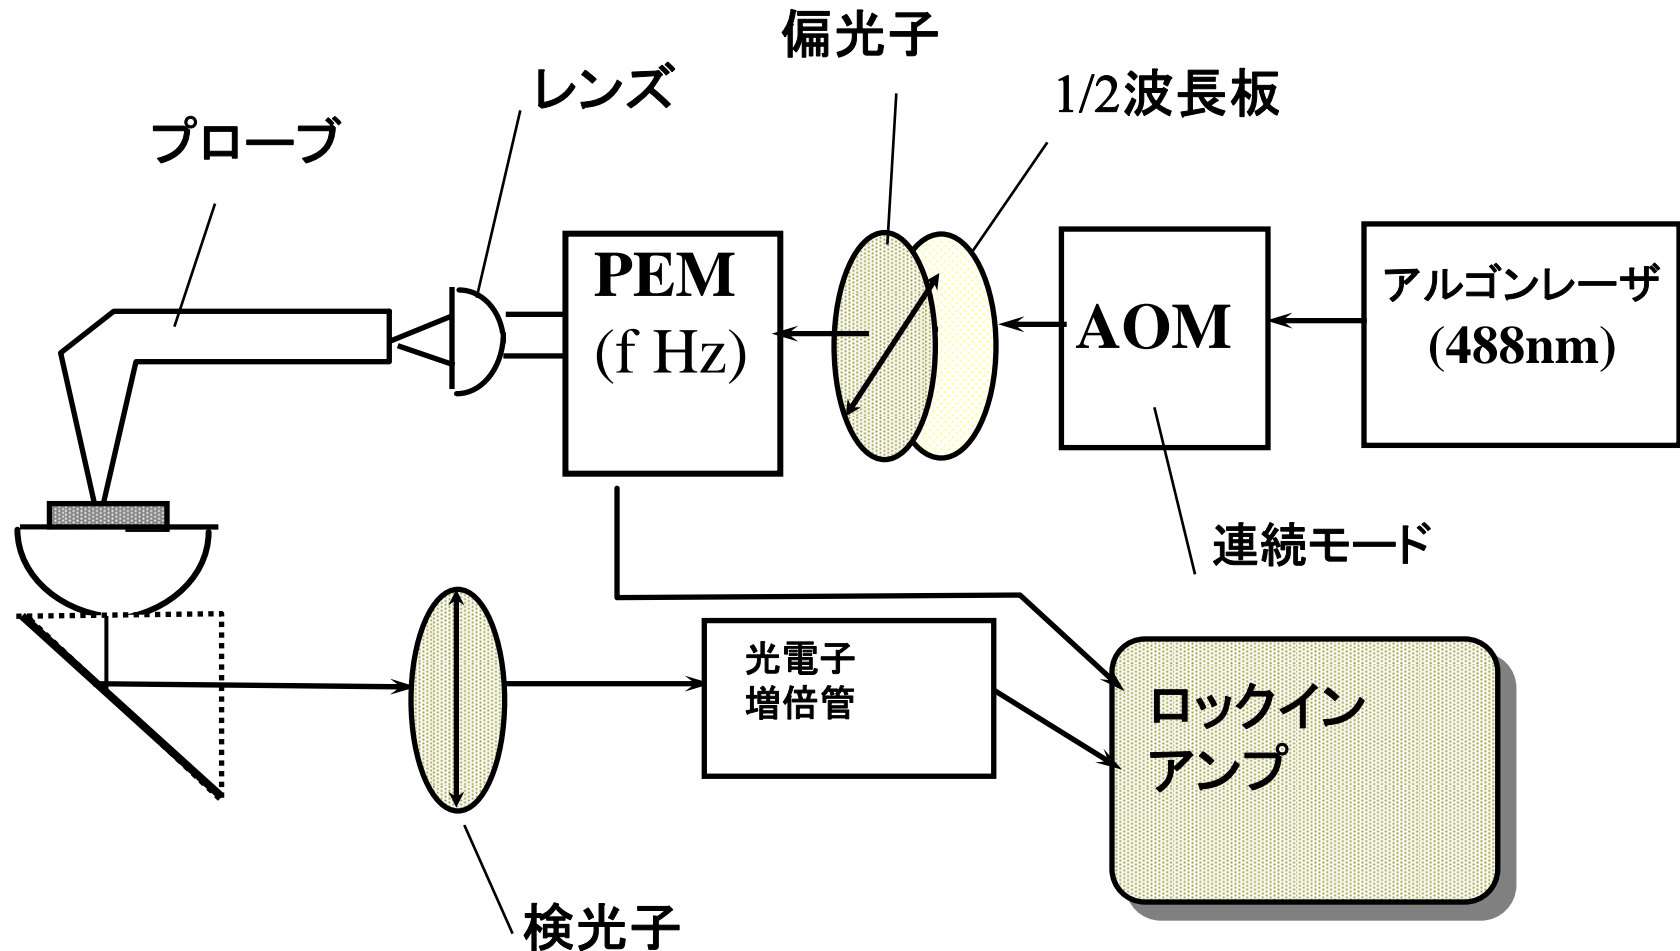 偏光子
レンズ
1/2波長板
プローブ
PEM
(f Hz)
AOM
アルゴンレーザ
(488nm)
連続モード
光電子
増倍管
ロックイン
アンプ
検光子